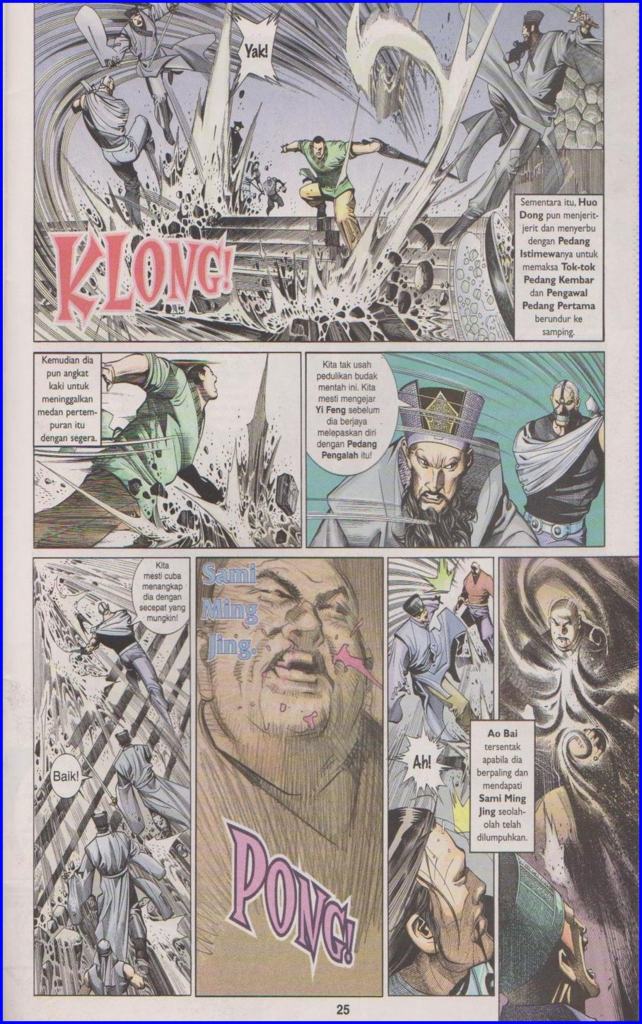 Yak!
KLONG!
Sementara itu, Huo
Dong pun menjerit-
jerit dan menyerbu
dengan Pedang
Istimewanya untuk
memaksa Tok-tok
Pedang Kembar
dan Pengawal
Pedang Pertama
berundur ke
samping.
Kemudian dia
pun angkat
kaki untuk
meninggalkan
medan pertem-
puran itu
dengan segera.
Kita tak usah
pedulikan budak
mentah ini. Kita
mesti mengejar
Yi Feng sebelum
dia berjaya
melepaskan diri
dengan Pedang
Pengalah itu!
Kita
mesti cuba
menangkap
dia dengan
secepat yang
mungkin!
Baik!
Sami
Ming
Jing.
PONG!
Ah!
Ao Bai
tersentak
apabila dia
berpaling dan
mendapati
Sami Ming
Jing seolah-
olah telah
dilumpuhkan.
25